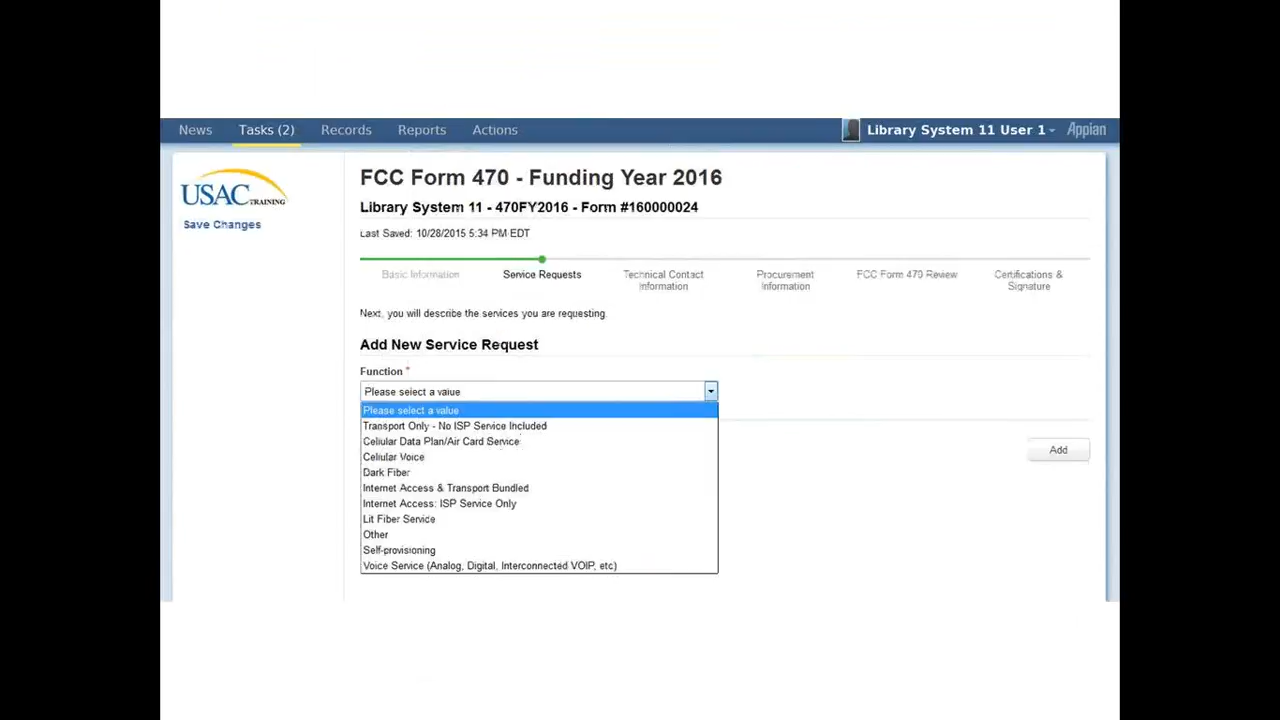 News Tasks (2) Records Reports Actions Library System 11 User 1 Appian
USAC TRAINING
Save Changes
FCC Form 470 - Funding Year 2016
Library System 11 - 470FY2016 - Form #160000024
Last Saved: 10/28/2015 5:34 PM EDT
Basic Information Service Requests Technical Contact Information Procurement Information FCC Form 470 Review Certifications & Signature
Next, you will describe the services you are requesting.
Add New Service Request
Function *
Please select a value
Please select a value
Transport Only - No ISP Service Included
Cellular Data Plan/Air Card Service
Add
Cellular Voice
Dark Fiber
Internet Access & Transport Bundled
Internet Access: ISP Service Only
Lit Fiber Service
Other
Self-provisioning
Voice Service (Analog, Digital, Interconnected VOIP, etc)